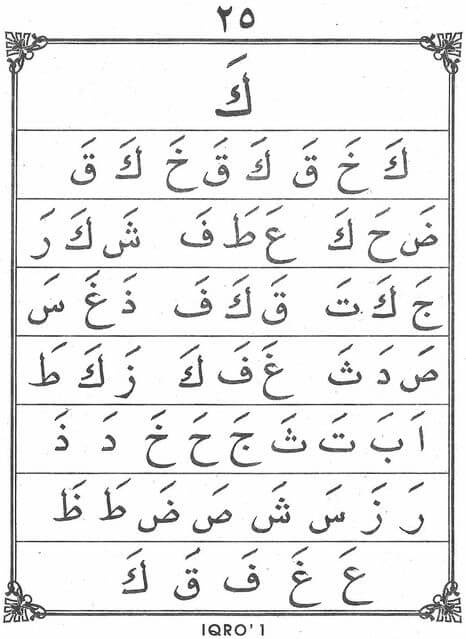 ٢٥
كَ
كَ خَ قَ كَ قَ خَ كَ قَ
ضَ حَ كَ عَ طَ فَ شَ كَ رَ
جَ كَ تَ قَ كَ فَ ذَ غَ سَ
صَ دَ ثَ غَ فَ كَ زَ كَ طَ
اَ بَ تَ ثَ جَ حَ خَ دَ ذَ
رَ زَ سَ شَ صَ ضَ طَ ظَ
عَ غَ فَ قَ كَ
IQRO' 1